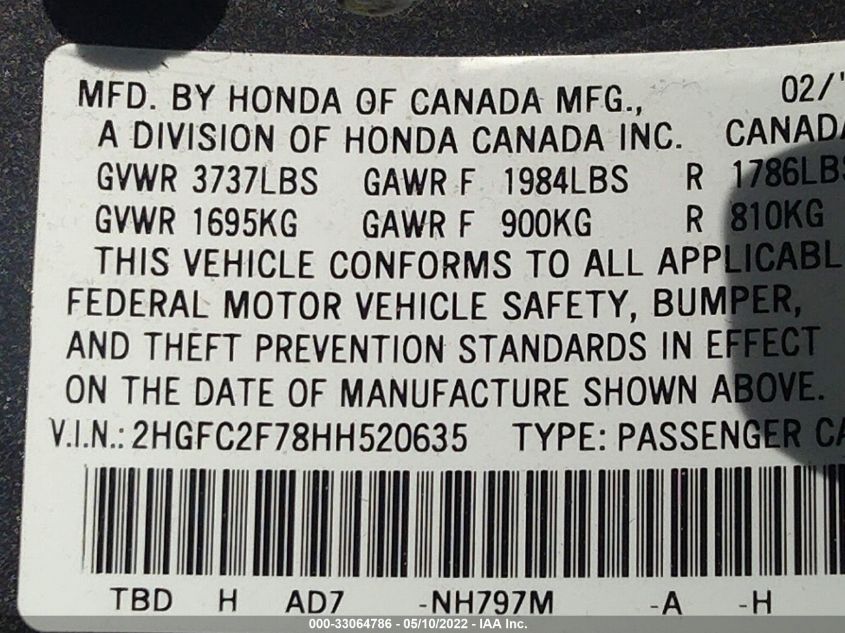 MFD. BY HONDA OF CANADA MFG., 02/'
A DIVISION OF HONDA CANADA INC. CANADA
GVWR 3737LBS GAWR F 1984LBS R 1786LBS
GVWR 1695KG GAWR F 900KG R 810KG
THIS VEHICLE CONFORMS TO ALL APPLICABL
FEDERAL MOTOR VEHICLE SAFETY, BUMPER,
AND THEFT PREVENTION STANDARDS IN EFFECT
ON THE DATE OF MANUFACTURE SHOWN ABOVE.
V.I.N.: 2HGFC2F78HH520635 TYPE: PASSENGER CA
TBD H AD7 -NH797M -A -H
000-33064786 - 05/10/2022 - IAA Inc.